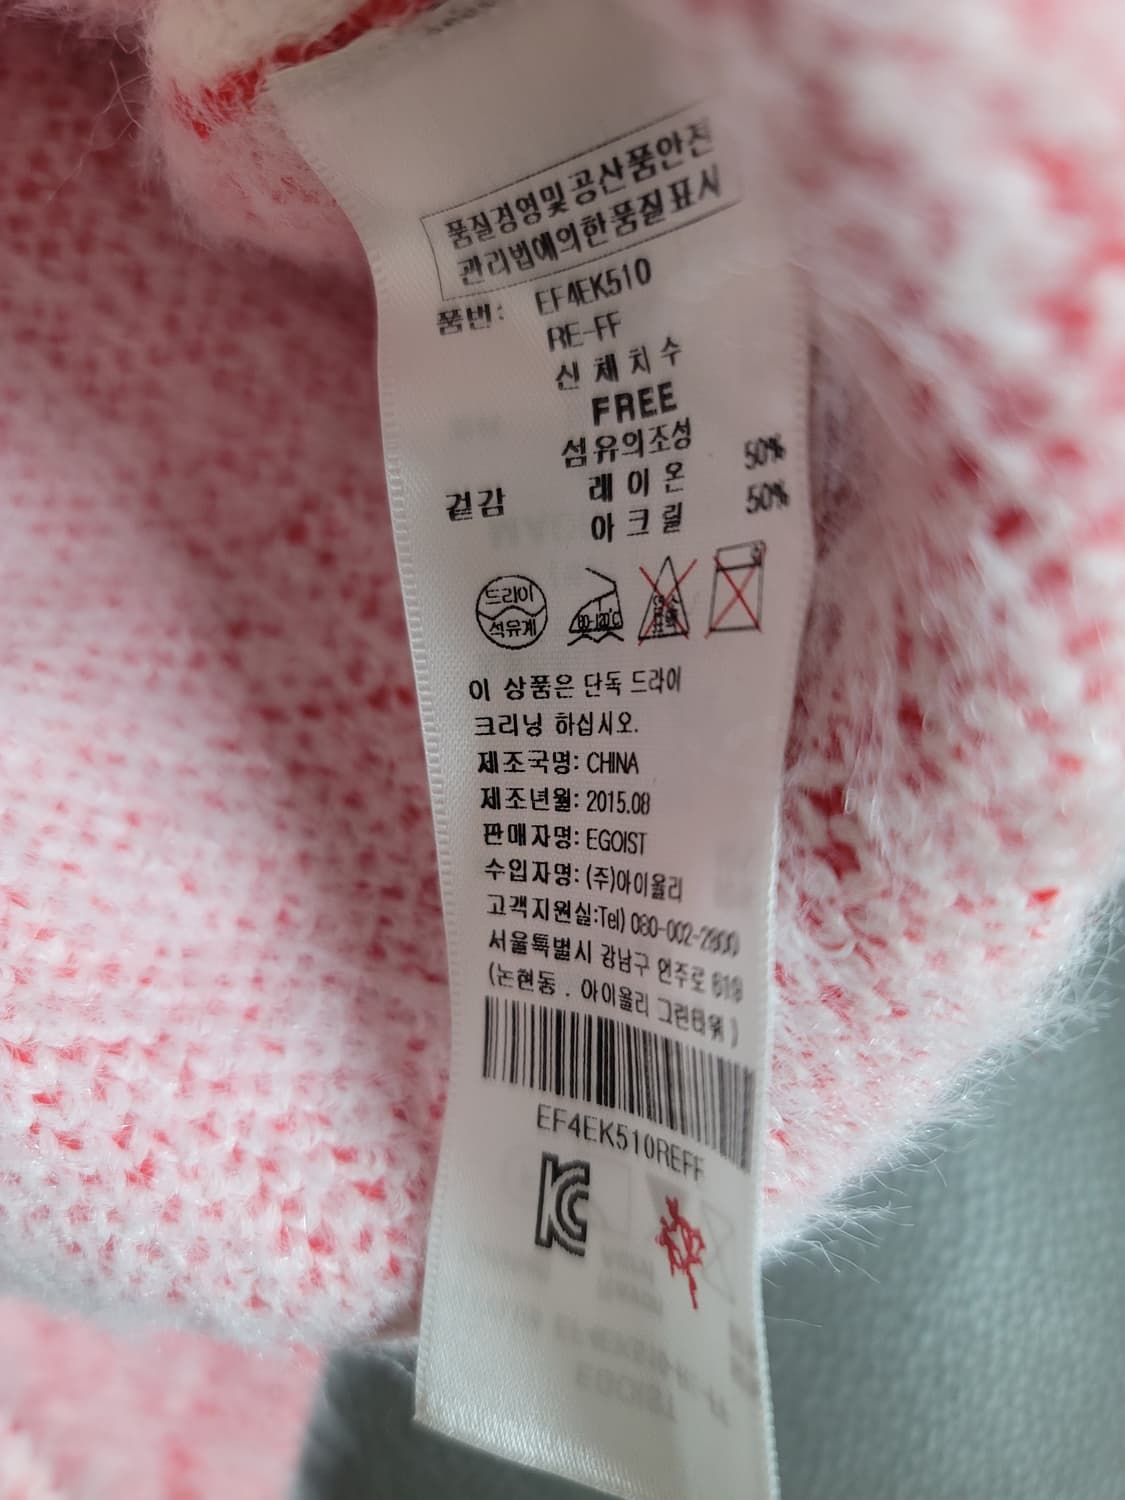 품질경영및공산품안전
관리법에의한품질표시
품번: EF4EK510
RE-FF
신체치수
FREE
섬유의조성
겉감 레이온 50%
아크릴 50%
드라이
석유계
80-120℃
이 상품은 단독 드라이
크리닝 하십시오.
제조국명: CHINA
제조년월: 2015.08
판매자명: EGOIST
수입자명: (주)아이올리
고객지원실:Tel) 080-002-2800
서울특별시 강남구 언주로 619
(논현동 . 아이올리 그린타워 )
EF4EK510REFF
KC